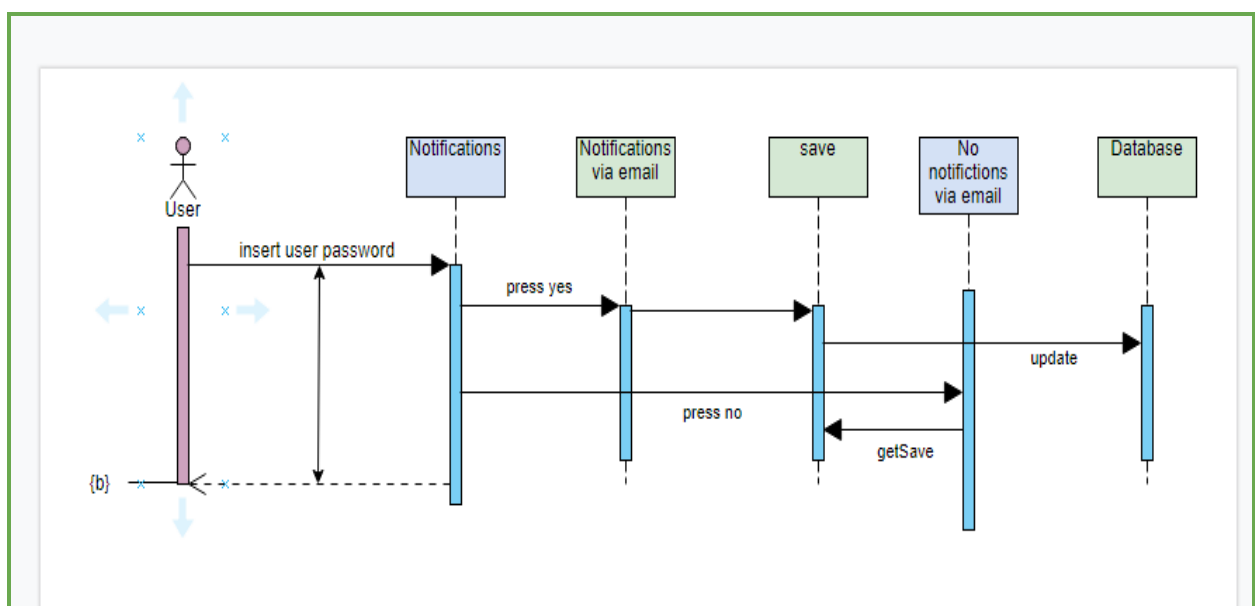 Notifications
Notifications
via email
save
No
notifictions
via email
Database
User
insert user password
press yes
update
press no
getSave
{b}